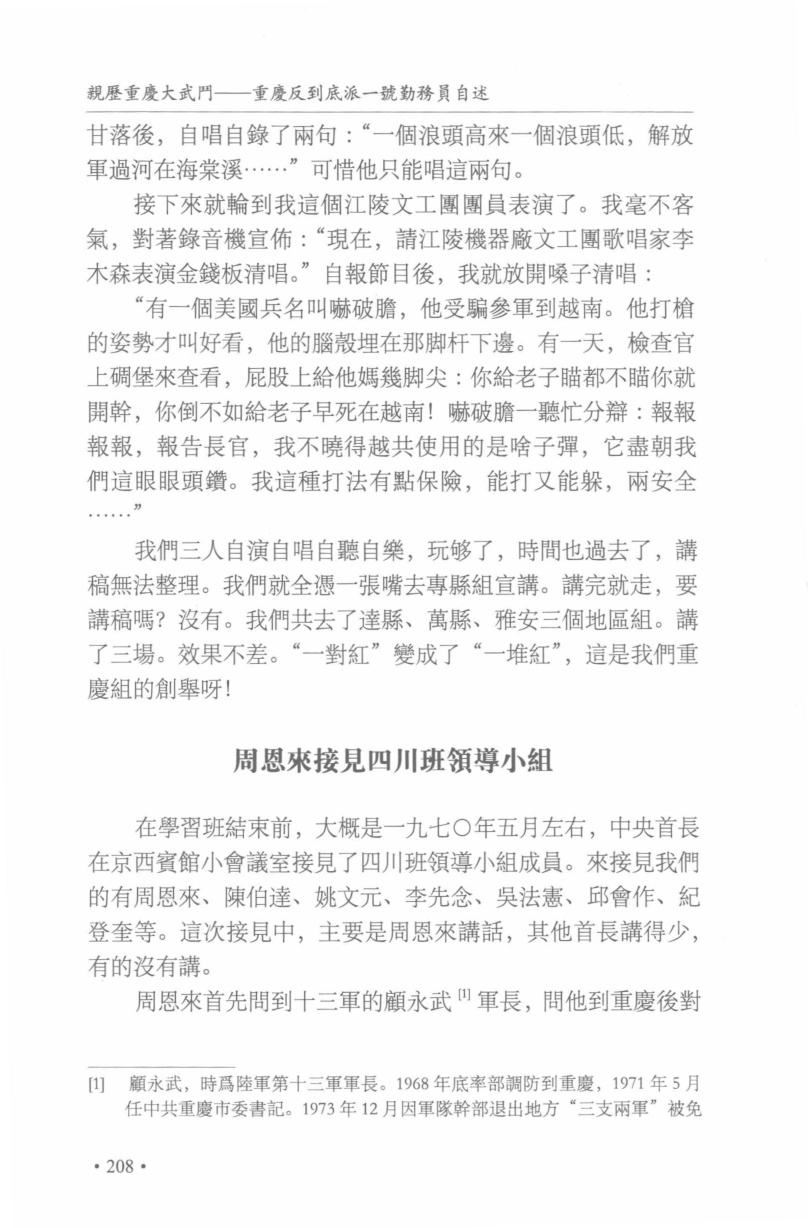 親歷重慶大武鬥——重慶反到底派一號勤務員自述
甘落後，自唱自錄了兩句：“一個浪頭高來一個浪頭低，解放
軍過河在海棠溪……”可惜他只能唱這兩句。
接下來就輪到我這個江陵文工團團員表演了。我毫不客
氣，對著錄音機宣佈：“現在，請江陵機器廠文工團歌唱家李
木森表演金錢板清唱。”自報節目後，我就放開嗓子清唱：
“有一個美國兵名叫嚇破膽，他受騙參軍到越南。他打槍
的姿勢才叫好看，他的腦殼埋在那脚杆下邊。有一天，檢查官
上碉堡來查看，屁股上給他媽幾脚尖：你給老子瞄都不瞄你就
開幹，你倒不如給老子早死在越南！嚇破膽一聽忙分辯：報報
報報，報告長官，我不曉得越共使用的是啥子彈，它盡朝我
們這眼眼頭鑽。我這種打法有點保險，能打又能躲，兩安全
……”
我們三人自演自唱自聽自樂，玩够了，時間也過去了，講
稿無法整理。我們就全憑一張嘴去專縣組宣講。講完就走，要
講稿嗎？沒有。我們共去了達縣、萬縣、雅安三個地區組。講
了三場。效果不差。“一對紅”變成了“一堆紅”，這是我們重
慶組的創舉呀！
周恩來接見四川班領導小組
在學習班結束前，大概是一九七〇年五月左右，中央首長
在京西賓館小會議室接見了四川班領導小組成員。來接見我們
的有周恩來、陳伯達、姚文元、李先念、吳法憲、邱會作、紀
登奎等。這次接見中，主要是周恩來講話，其他首長講得少，
有的沒有講。
周恩來首先問到十三軍的顧永武[1]軍長，問他到重慶後對
[1] 顧永武，時爲陸軍第十三軍軍長。1968年底率部調防到重慶，1971年5月
任中共重慶市委書記。1973年12月因軍隊幹部退出地方“三支兩軍”被免
·208·